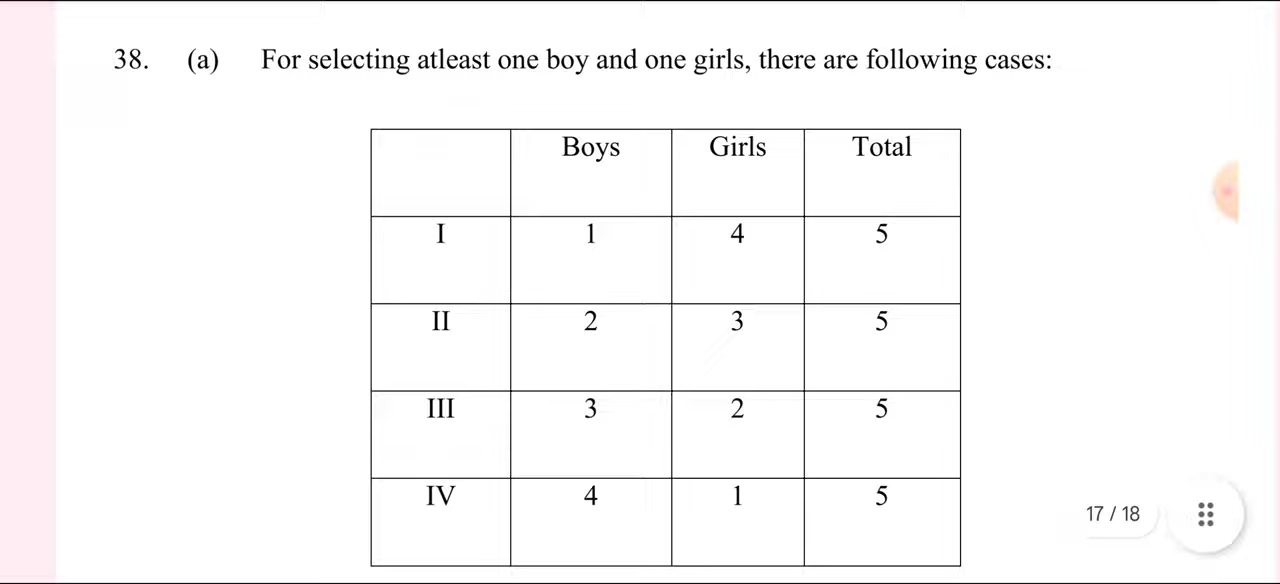 38. (a) For selecting atleast one boy and one girls, there are following cases:
Boys Girls Total
I 1 4 5
II 2 3 5
III 3 2 5
IV 4 1 5
17 / 18